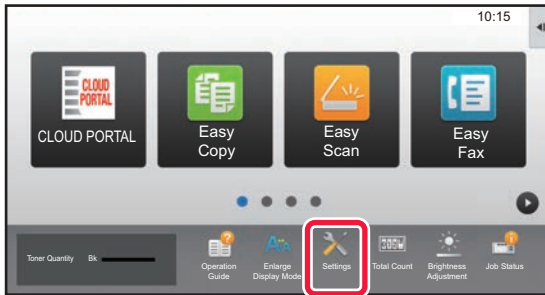 10:15
CLOUD
PORTAL
CLOUD PORTAL
Easy
Copy
Easy
Scan
Easy
Fax
Toner Quantity Bk
Operation
Guide
Enlarge
Display Mode
Settings
Total Count
Brightness
Adjustment
Job Status